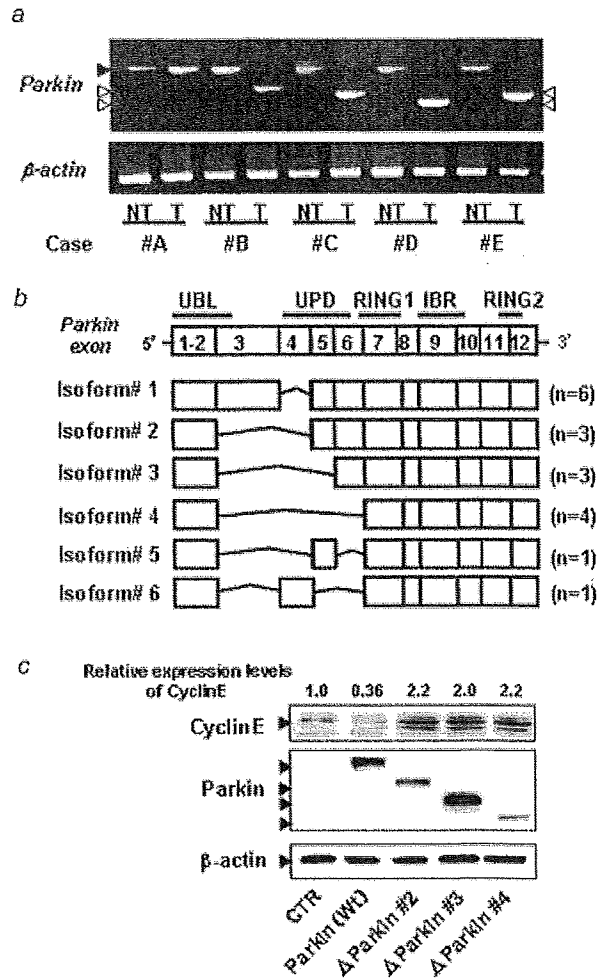 a
Parkin
β-actin
NT T NT T NT T NT T NT T
Case #A #B #C #D #E
b
UBL UPD RING1 IBR RING2
Parkin exon 5' 1-2 3 4 5 6 7 8 9 10 11 12 3'
Isoform# 1 (n=6)
Isoform# 2 (n=3)
Isoform# 3 (n=3)
Isoform# 4 (n=4)
Isoform# 5 (n=1)
Isoform# 6 (n=1)
c
Relative expression levels
of CyclinE 1.0 0.36 2.2 2.0 2.2
CyclinE
Parkin
β-actin
CTR
Parkin (Wt)
Δ Parkin #2
Δ Parkin #3
Δ Parkin #4